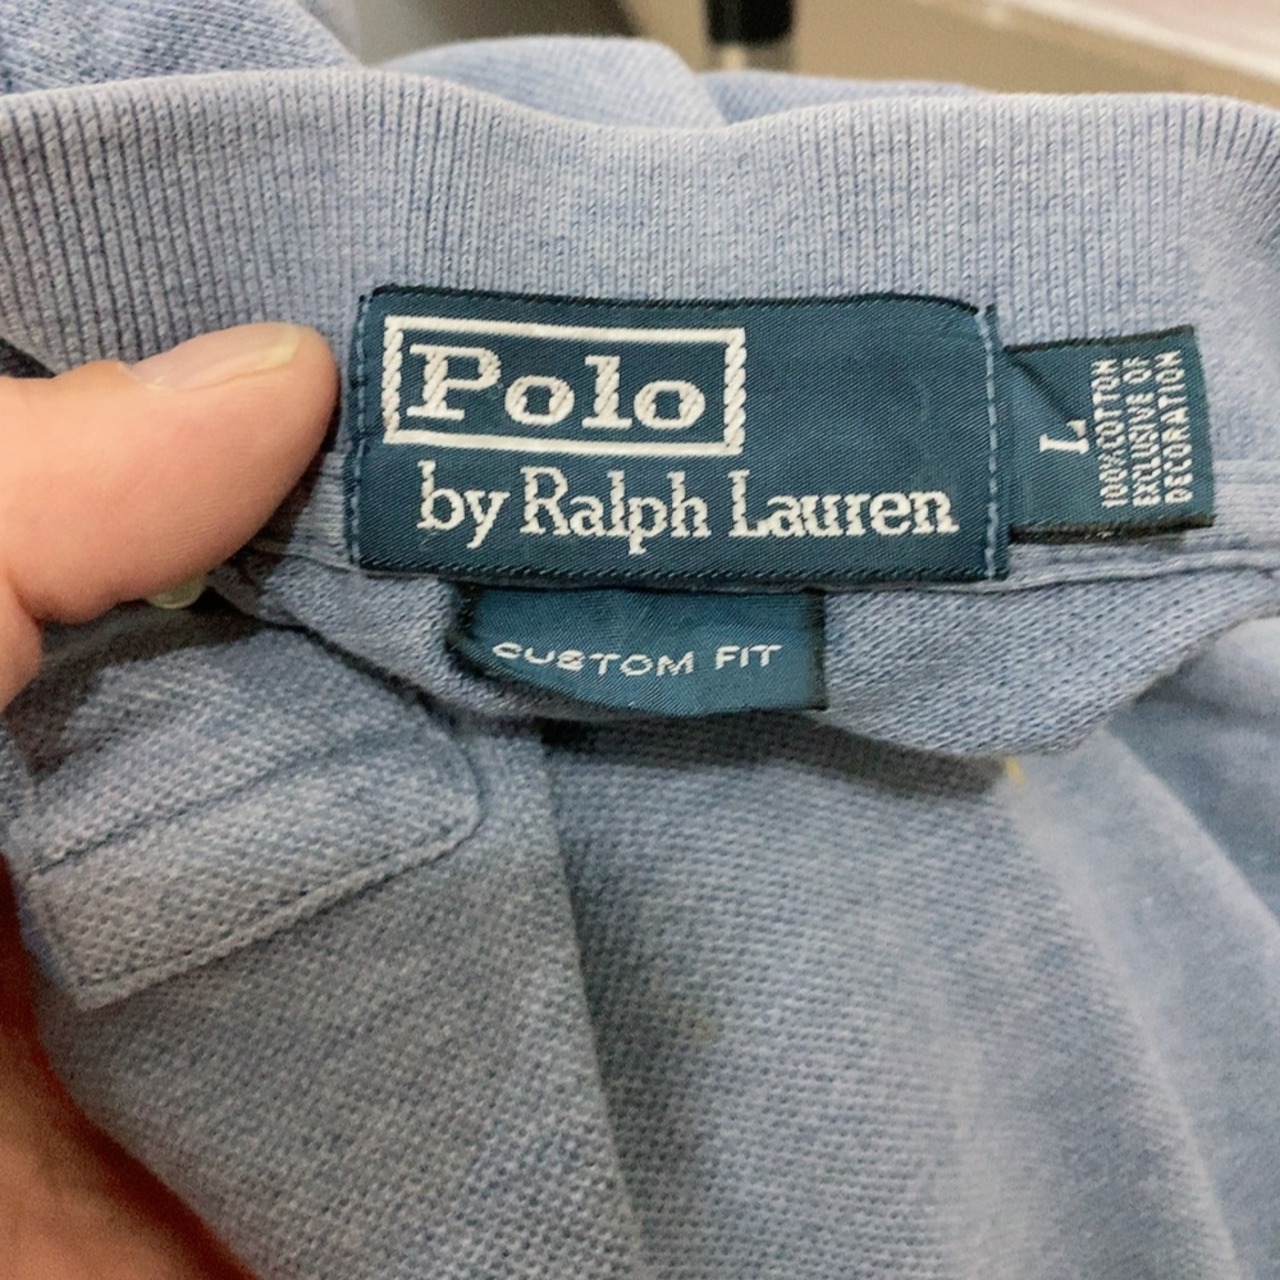 Polo
by Ralph Lauren
L
100% COTTON
EXCLUSIVE OF
DECORATION
CUSTOM FIT